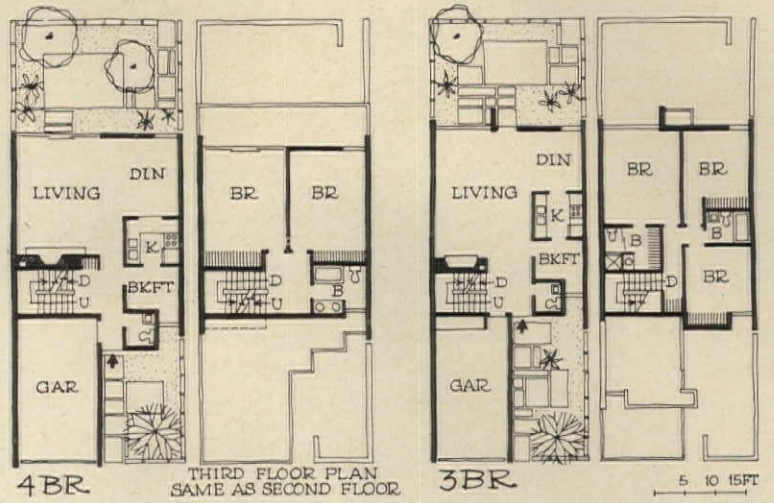 LIVING
DIN
K
BKFT
D
U
GAR
4BR
BR
BR
D
U
B
THIRD FLOOR PLAN
SAME AS SECOND FLOOR
LIVING
DIN
K
BKFT
D
U
GAR
3BR
BR
BR
B
B
BR
D
5 10 15FT